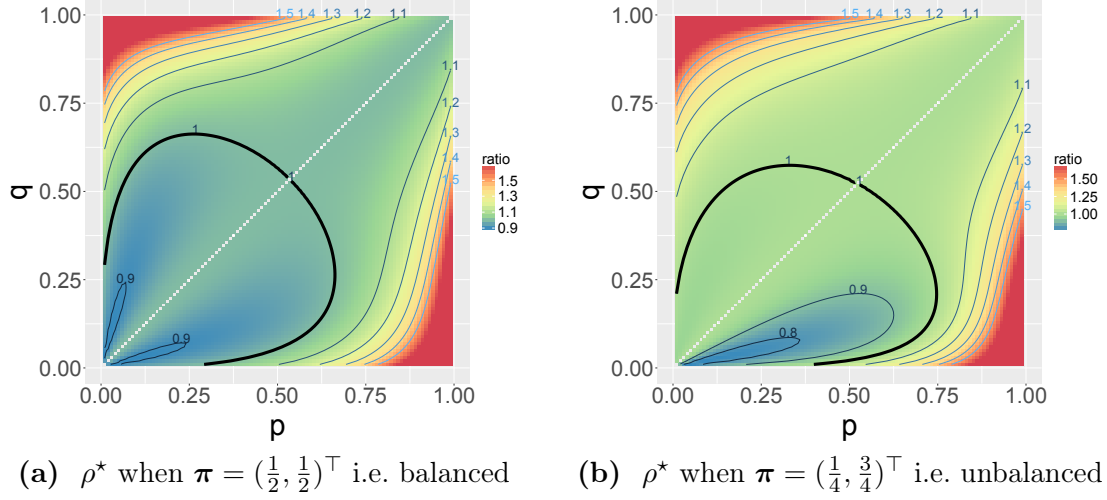 1.5 1.4 1.3 1.2 1.1
1.00
1.1
0.75
1.2
1.3
1
1.4
1.5
0.50
1
q
0.25
0.9
0.9
0.00
0.00 0.25 0.50 0.75 1.00
p
ratio
1.5
1.3
1.1
0.9
(a) ρ⋆ when π = (1/2, 1/2)⊤ i.e. balanced
1.5 1.4 1.3 1.2 1.1
1.00
1.1
0.75
1.2
1.3
1
1.4
1.5
0.50
1
q
0.25
0.9
0.8
0.00
0.00 0.25 0.50 0.75 1.00
p
ratio
1.50
1.25
1.00
(b) ρ⋆ when π = (1/4, 3/4)⊤ i.e. unbalanced